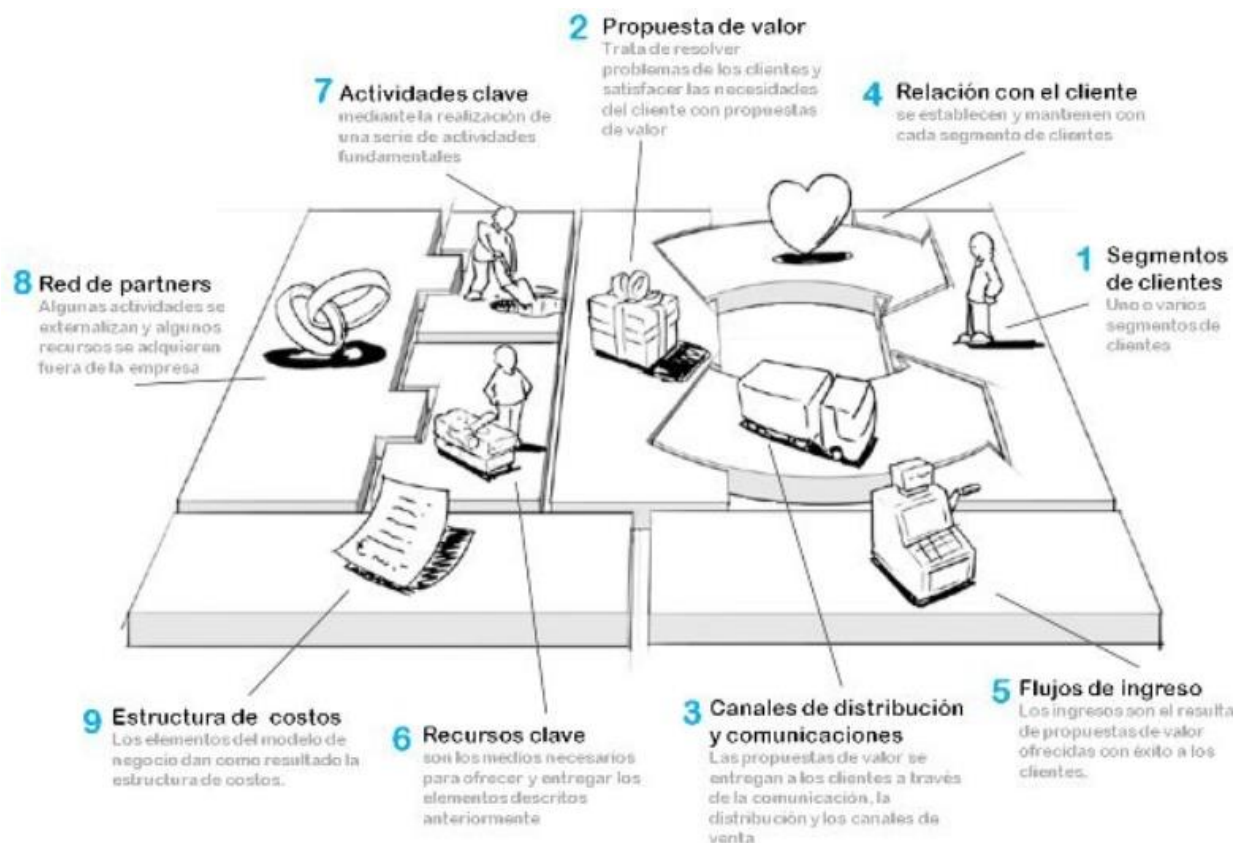 2 Propuesta de valor
Trata de resolver
problemas de los clientes y
satisfacer las necesidades
del cliente con propuestas
de valor
7 Actividades clave
mediante la realización de
una serie de actividades
fundamentales
4 Relación con el cliente
se establecen y mantienen con
cada segmento de clientes
8 Red de partners
Algunas actividades se
externalizan y algunos
recursos se adquieren
fuera de la empresa
1 Segmentos
de clientes
Uno o varios
segmentos de
clientes
9 Estructura de costos
Los elementos del modelo de
negocio dan como resultado la
estructura de costos.
6 Recursos clave
son los medios necesarios
para ofrecer y entregar los
elementos descritos
anteriormente
3 Canales de distribución
y comunicaciones
Las propuestas de valor se
entregan a los clientes a través
de la comunicación, la
distribución y los canales de
venta
5 Flujos de ingreso
Los ingresos son el resulta
de propuestas de valor
ofrecidas con éxito a los
clientes.